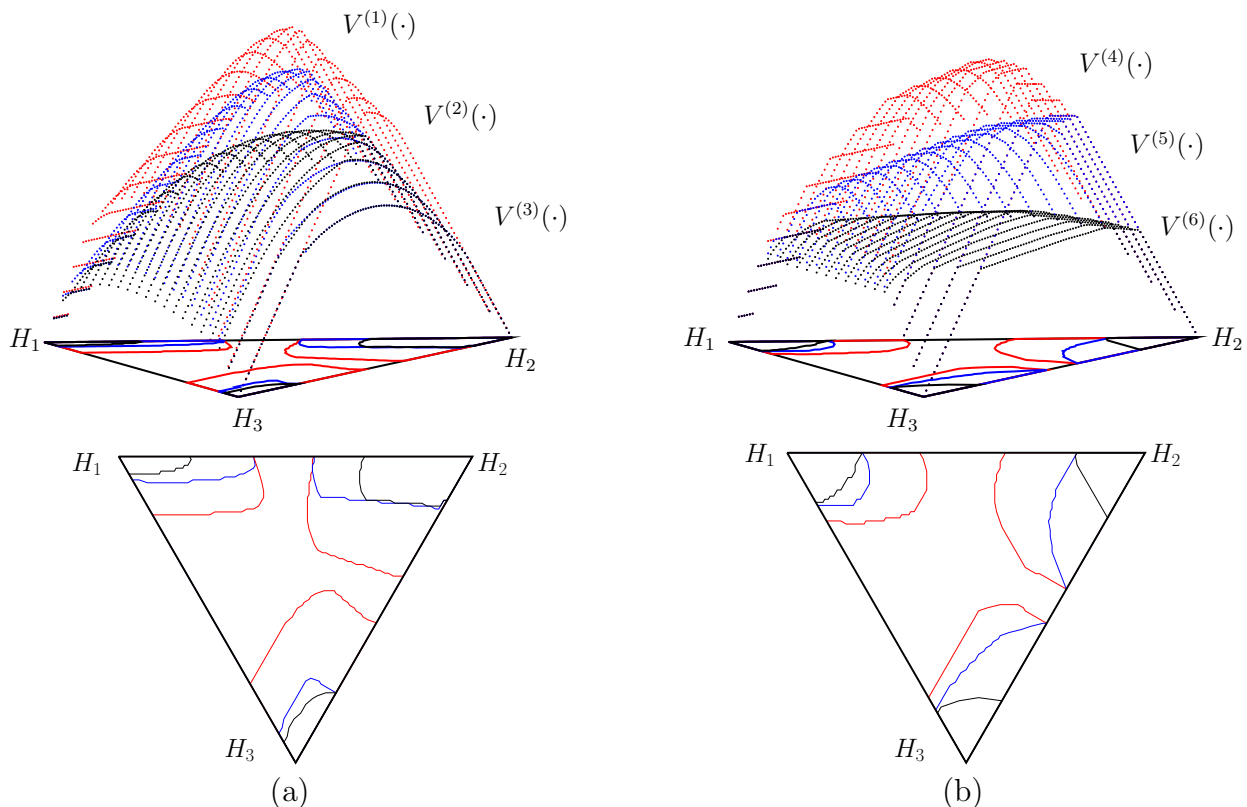 V^{(1)}(·)
V^{(2)}(·)
V^{(3)}(·)
H_1
H_2
H_3
H_1
H_2
H_3
(a)
V^{(4)}(·)
V^{(5)}(·)
V^{(6)}(·)
H_1
H_2
H_3
H_1
H_2
H_3
(b)